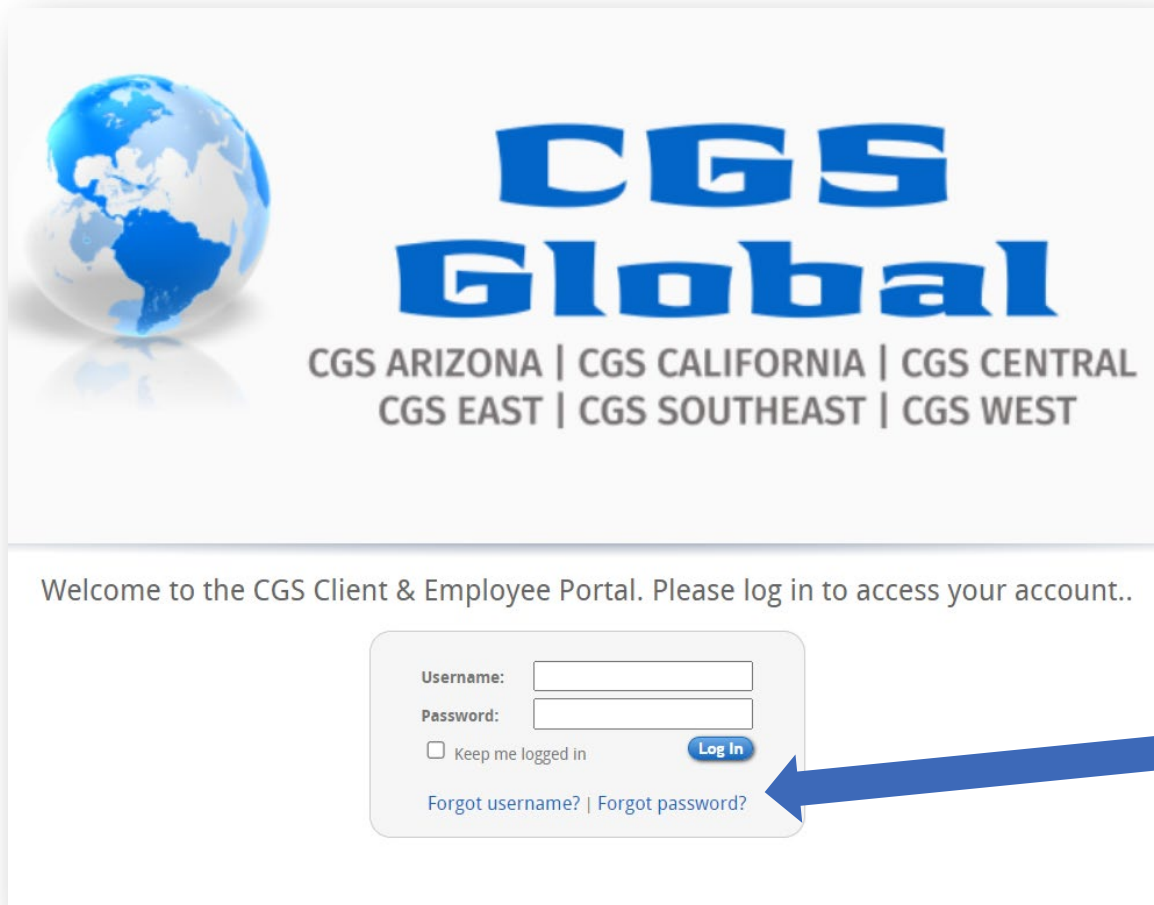 CGS
Global
CGS ARIZONA | CGS CALIFORNIA | CGS CENTRAL
CGS EAST | CGS SOUTHEAST | CGS WEST
Welcome to the CGS Client & Employee Portal. Please log in to access your account..
Username:
Password:
Keep me logged in Log In
Forgot username? | Forgot password?